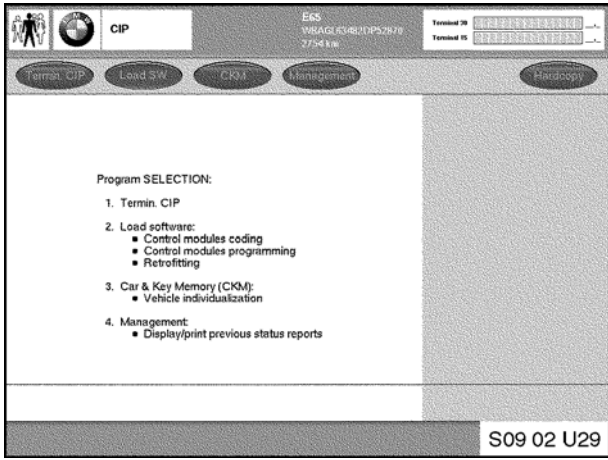 BMW
CIP
E65
WBAGL63482DP52870
2754 km
Terminal 30
Terminal 15
Termin. CIP
Load SW
CKM
Management
Hardcopy
Program SELECTION:
1. Termin. CIP
2. Load software:
▪ Control modules coding
▪ Control modules programming
▪ Retrofitting
3. Car & Key Memory (CKM):
▪ Vehicle individualization
4. Management:
▪ Display/print previous status reports
S09 02 U29